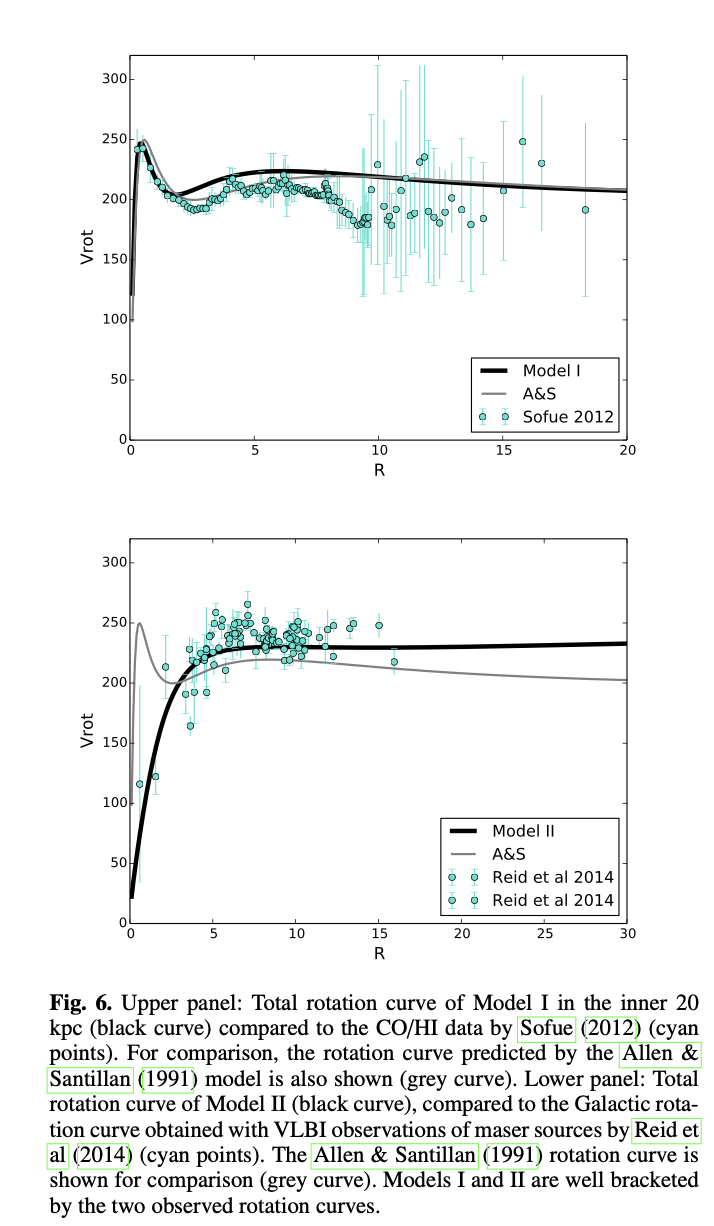 300
250
200
150
100
50
0
Vrot
0 5 10 15 20
R
Model I
A&S
Sofue 2012
300
250
200
150
100
50
0
Vrot
0 5 10 15 20 25 30
R
Model II
A&S
Reid et al 2014
Reid et al 2014
Fig. 6. Upper panel: Total rotation curve of Model I in the inner 20
kpc (black curve) compared to the CO/HI data by Sofue (2012) (cyan
points). For comparison, the rotation curve predicted by the Allen &
Santillan (1991) model is also shown (grey curve). Lower panel: Total
rotation curve of Model II (black curve), compared to the Galactic rota-
tion curve obtained with VLBI observations of maser sources by Reid et
al (2014) (cyan points). The Allen & Santillan (1991) rotation curve is
shown for comparison (grey curve). Models I and II are well bracketed
by the two observed rotation curves.